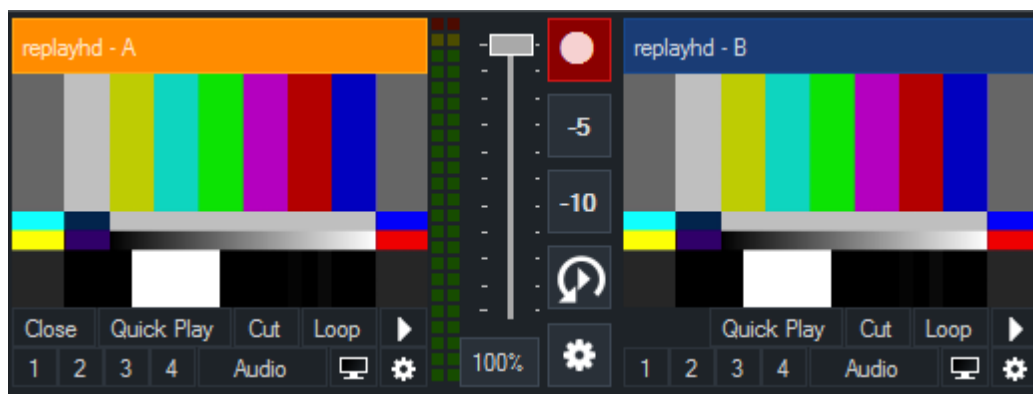 replayhd - A
replayhd - B
-5
-10
Close Quick Play Cut Loop
Quick Play Cut Loop
1 2 3 4 Audio
100%
1 2 3 4 Audio